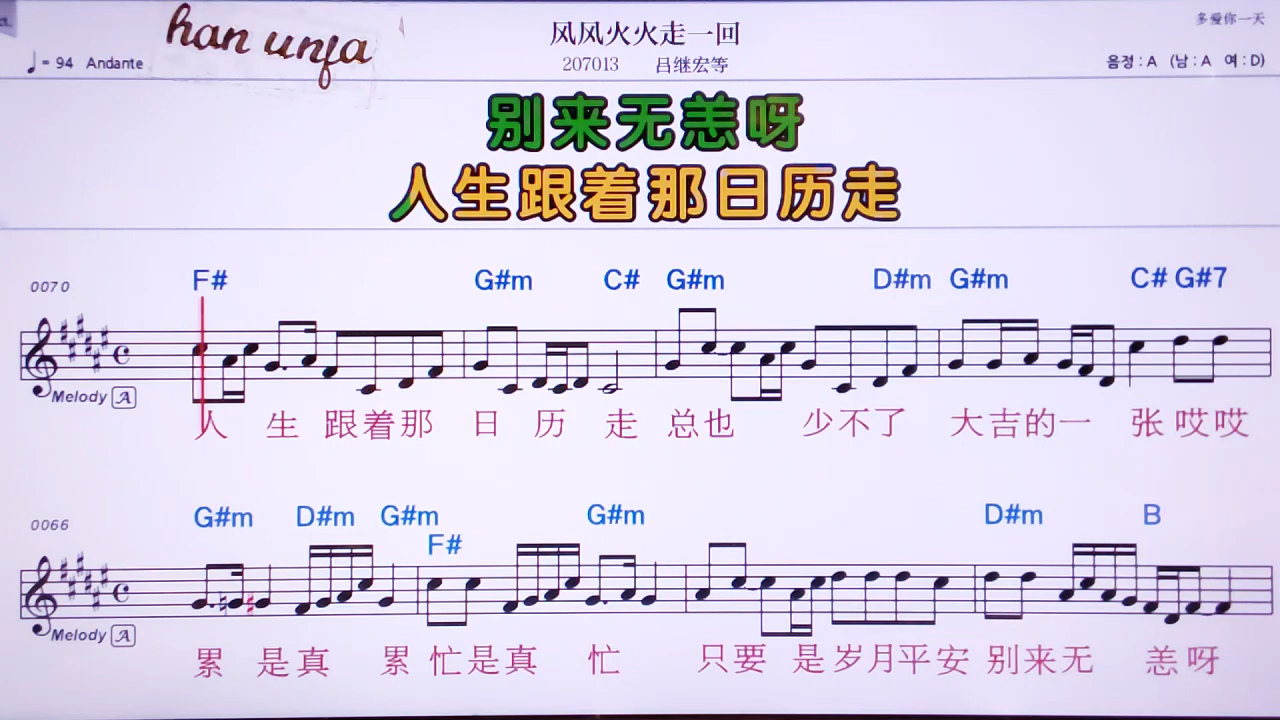 han unfa
风风火火走一回
多爱你一天
♩= 94 Andante
207013 吕继宏等
음정 : A (남 : A 여 : D)
别来无恙呀
人生跟着那日历走
0070
F# G#m C# G#m D#m G#m C# G#7
Melody A
人 生 跟着那 日 历 走 总也 少不了 大吉的一 张 哎哎
0066
G#m D#m G#m G#m D#m B
F#
Melody A
累 是真 累 忙是真 忙 只要 是岁月平安 别来无 恙呀